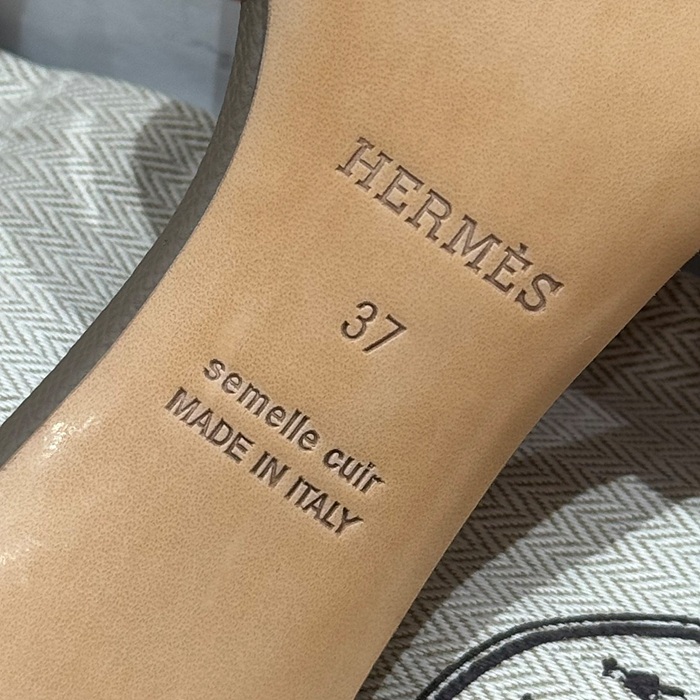 HERMÈS
37
semelle cuir
MADE IN ITALY